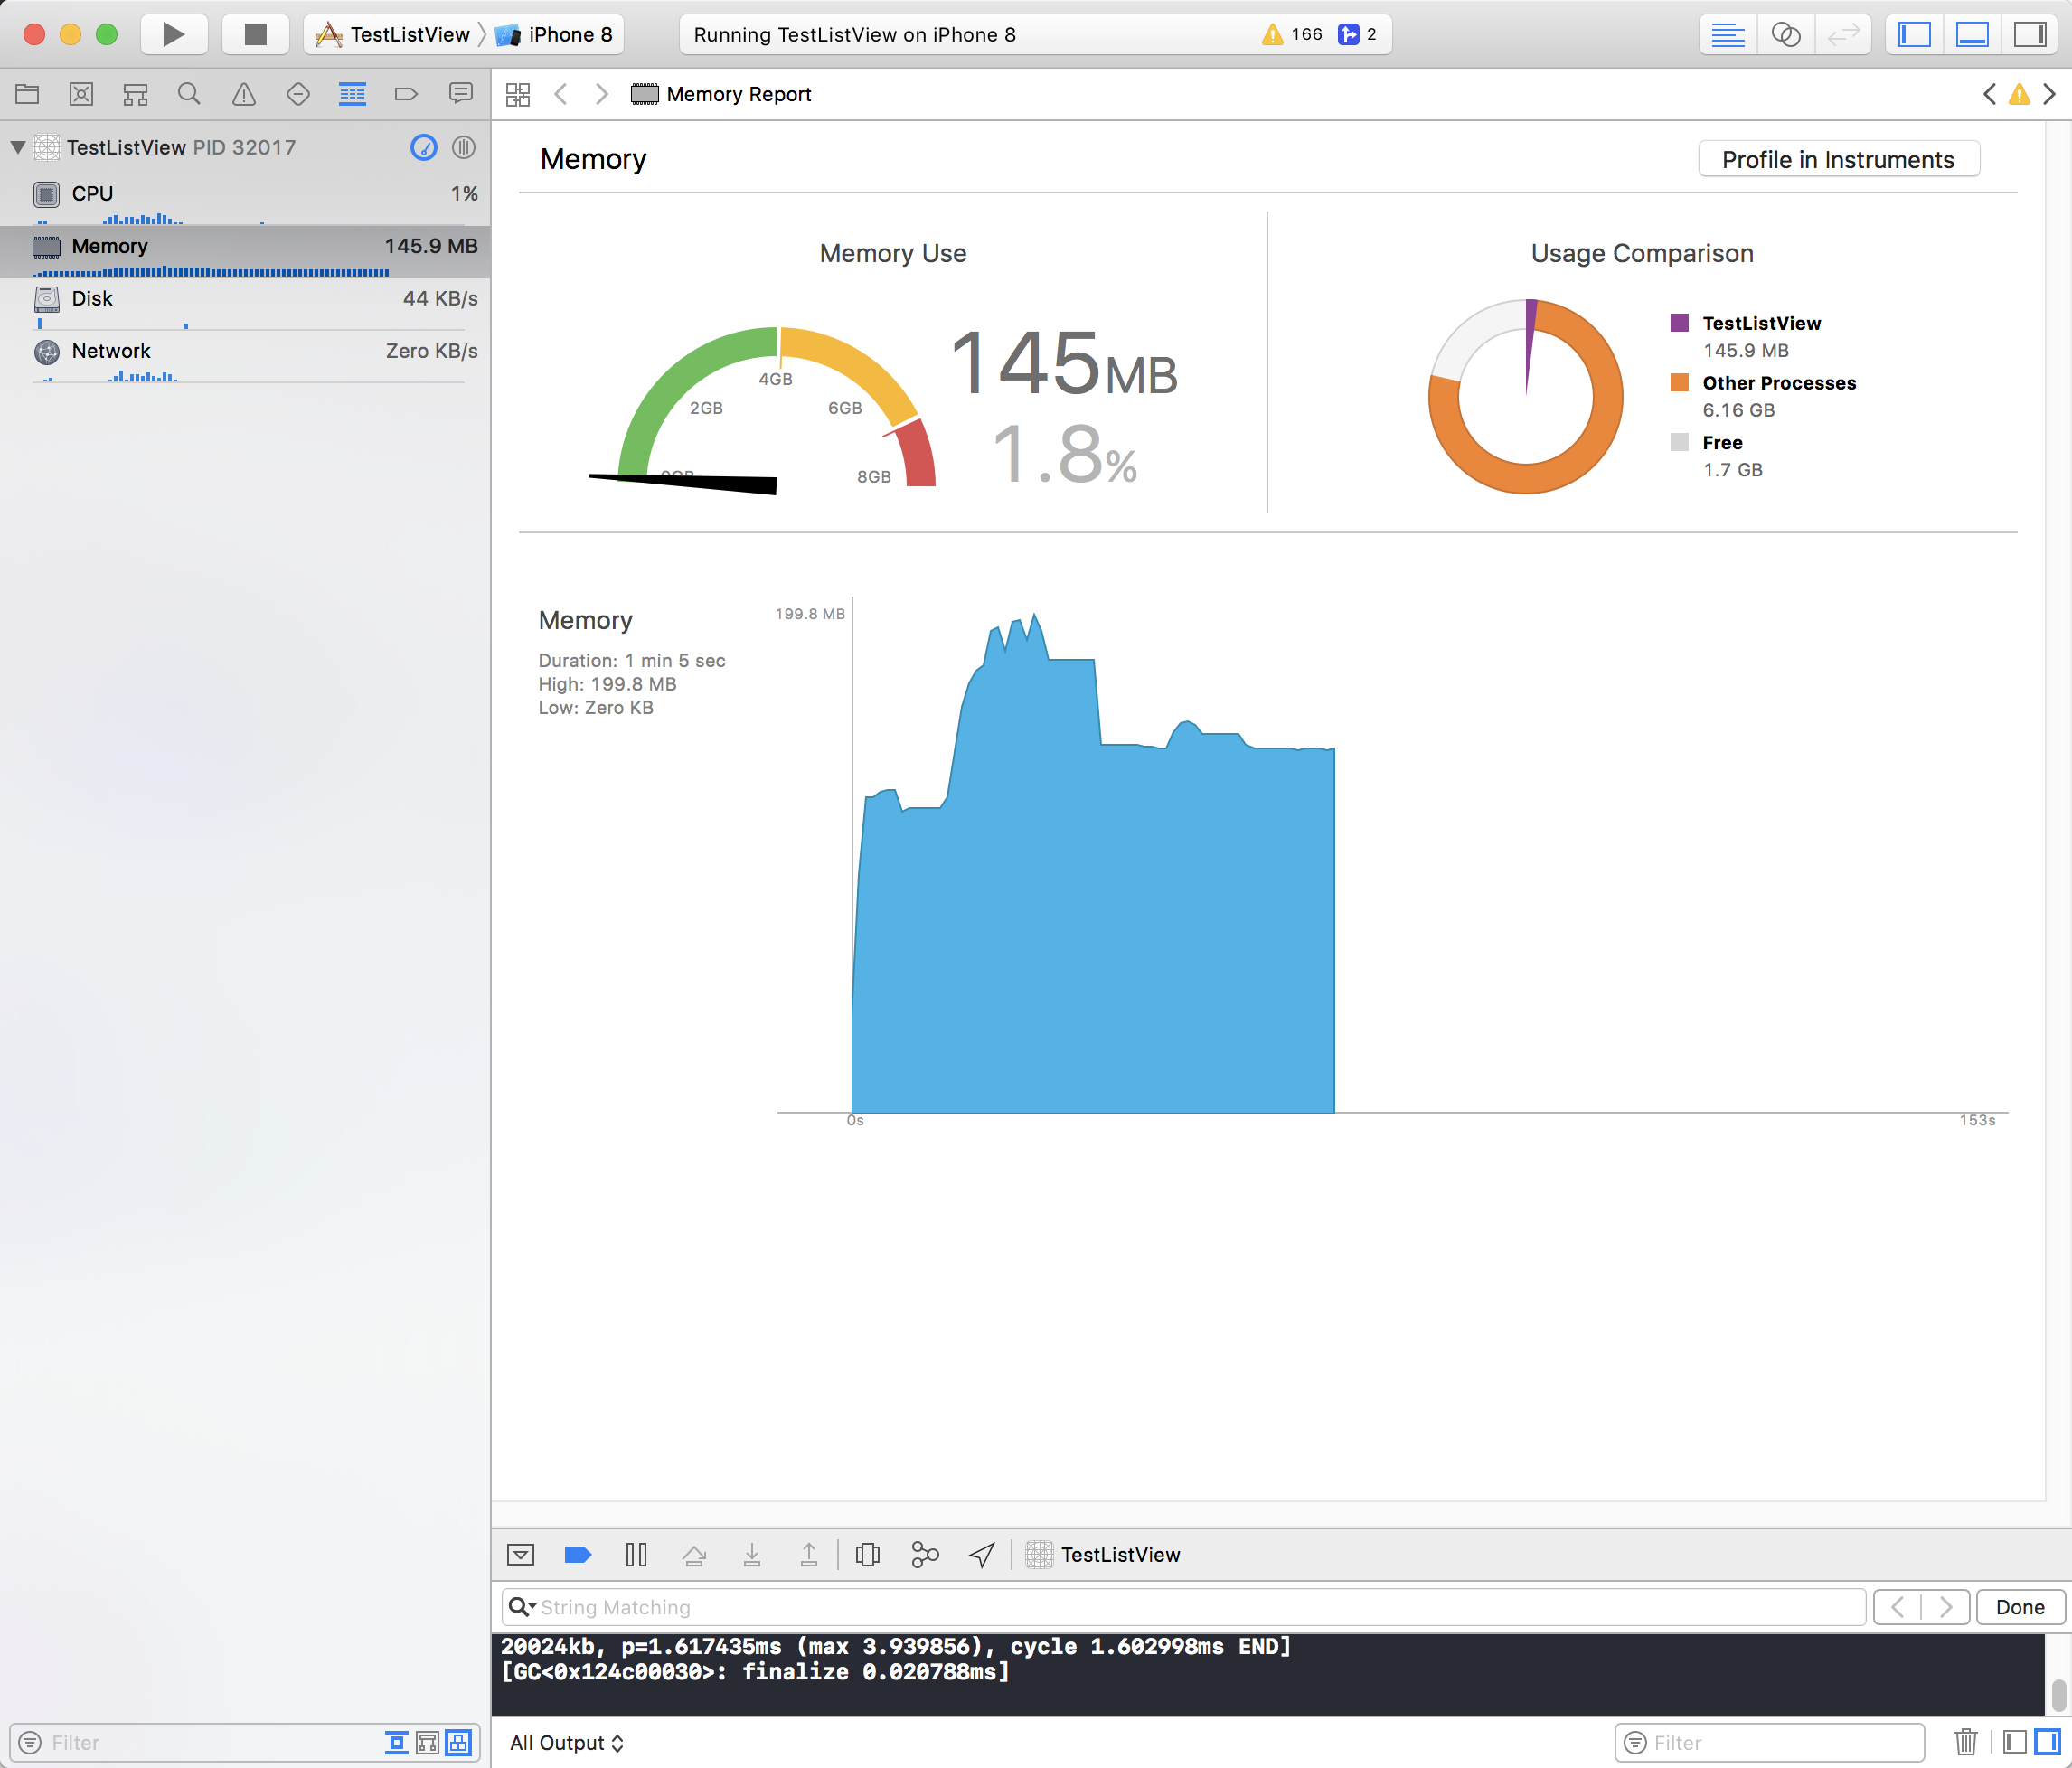 TestListView iPhone 8
Running TestListView on iPhone 8 166 2
Memory Report
TestListView PID 32017
CPU 1%
Memory 145.9 MB
Disk 44 KB/s
Network Zero KB/s
Memory
Profile in Instruments
Memory Use
0GB
2GB
4GB
6GB
8GB
145MB
1.8%
Usage Comparison
TestListView
145.9 MB
Other Processes
6.16 GB
Free
1.7 GB
Memory
Duration: 1 min 5 sec
High: 199.8 MB
Low: Zero KB
199.8 MB
0s
153s
TestListView
String Matching
Done
20024kb, p=1.617435ms (max 3.939856), cycle 1.602998ms END]
[GC<0x124c00030>: finalize 0.020788ms]
Filter
All Output
Filter